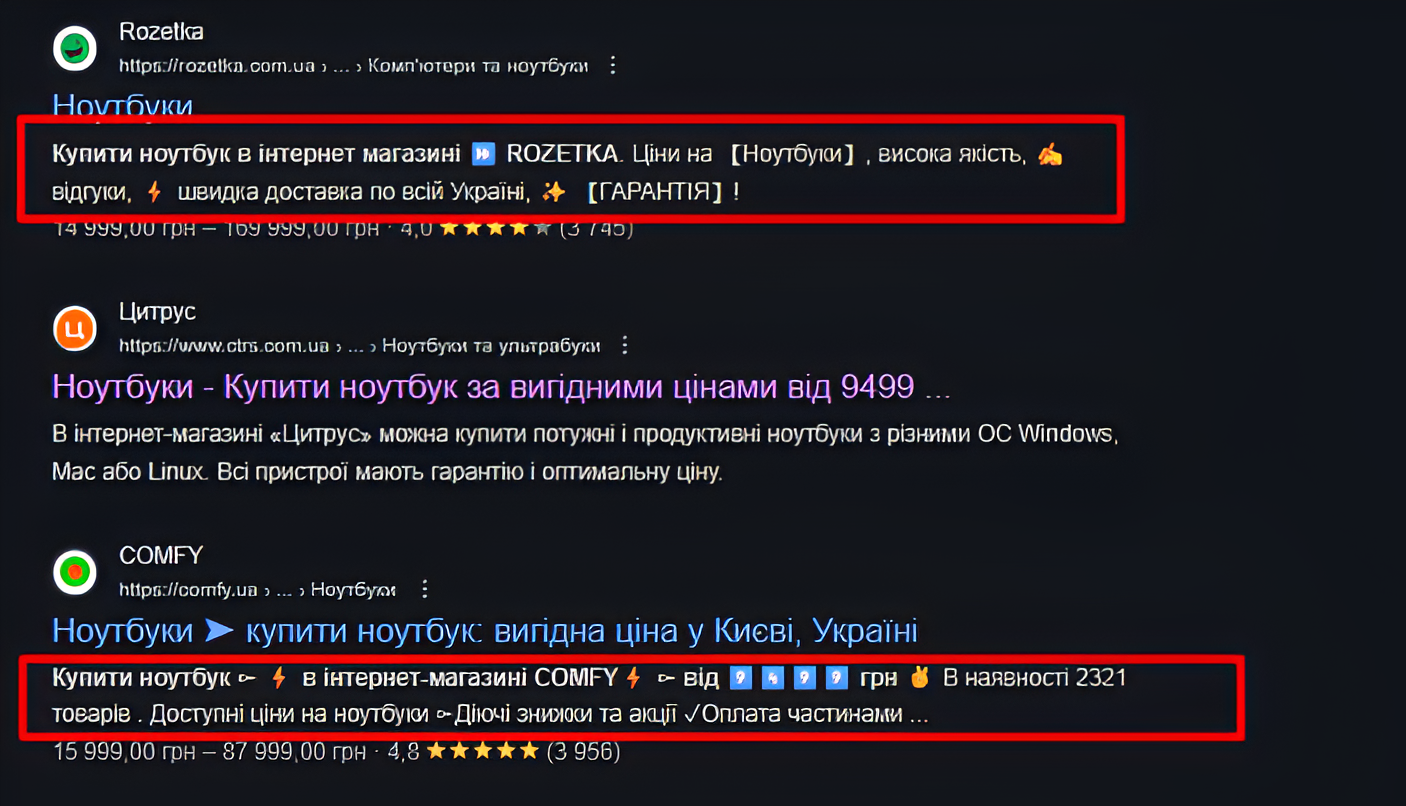 Rozetka
https://rozetka.com.ua › ... › Комп'ютери та ноутбуки
Ноутбуки
Купити ноутбук в інтернет магазині ⏩ ROZETKA. Ціни на 【Ноутбуки】, висока якість, ✍️
відгуки, ⚡ швидка доставка по всій Україні, ✨ 【ГАРАНТІЯ】!
14 999,00 грн – 169 999,00 грн · 4,0 ★★★★★ (3 745)
Цитрус
https://www.ctrs.com.ua › ... › Ноутбуки та ультрабуки
Ноутбуки - Купити ноутбук за вигідними цінами від 9499 ...
В інтернет-магазині «Цитрус» можна купити потужні і продуктивні ноутбуки з різними ОС Windows,
Mac або Linux. Всі пристрої мають гарантію і оптимальну ціну.
COMFY
https://comfy.ua › ... › Ноутбуки
Ноутбуки ➤ купити ноутбук: вигідна ціна у Києві, Україні
Купити ноутбук ➛ ⚡ в інтернет-магазині COMFY⚡ ➛ від 9️⃣ 4️⃣ 9️⃣ 9️⃣ грн ✌️ В наявності 2321
товарів . Доступні ціни на ноутбуки ➛Діючі знижки та акції ✓Оплата частинами ...
15 999,00 грн – 87 999,00 грн · 4,8 ★★★★★ (3 956)